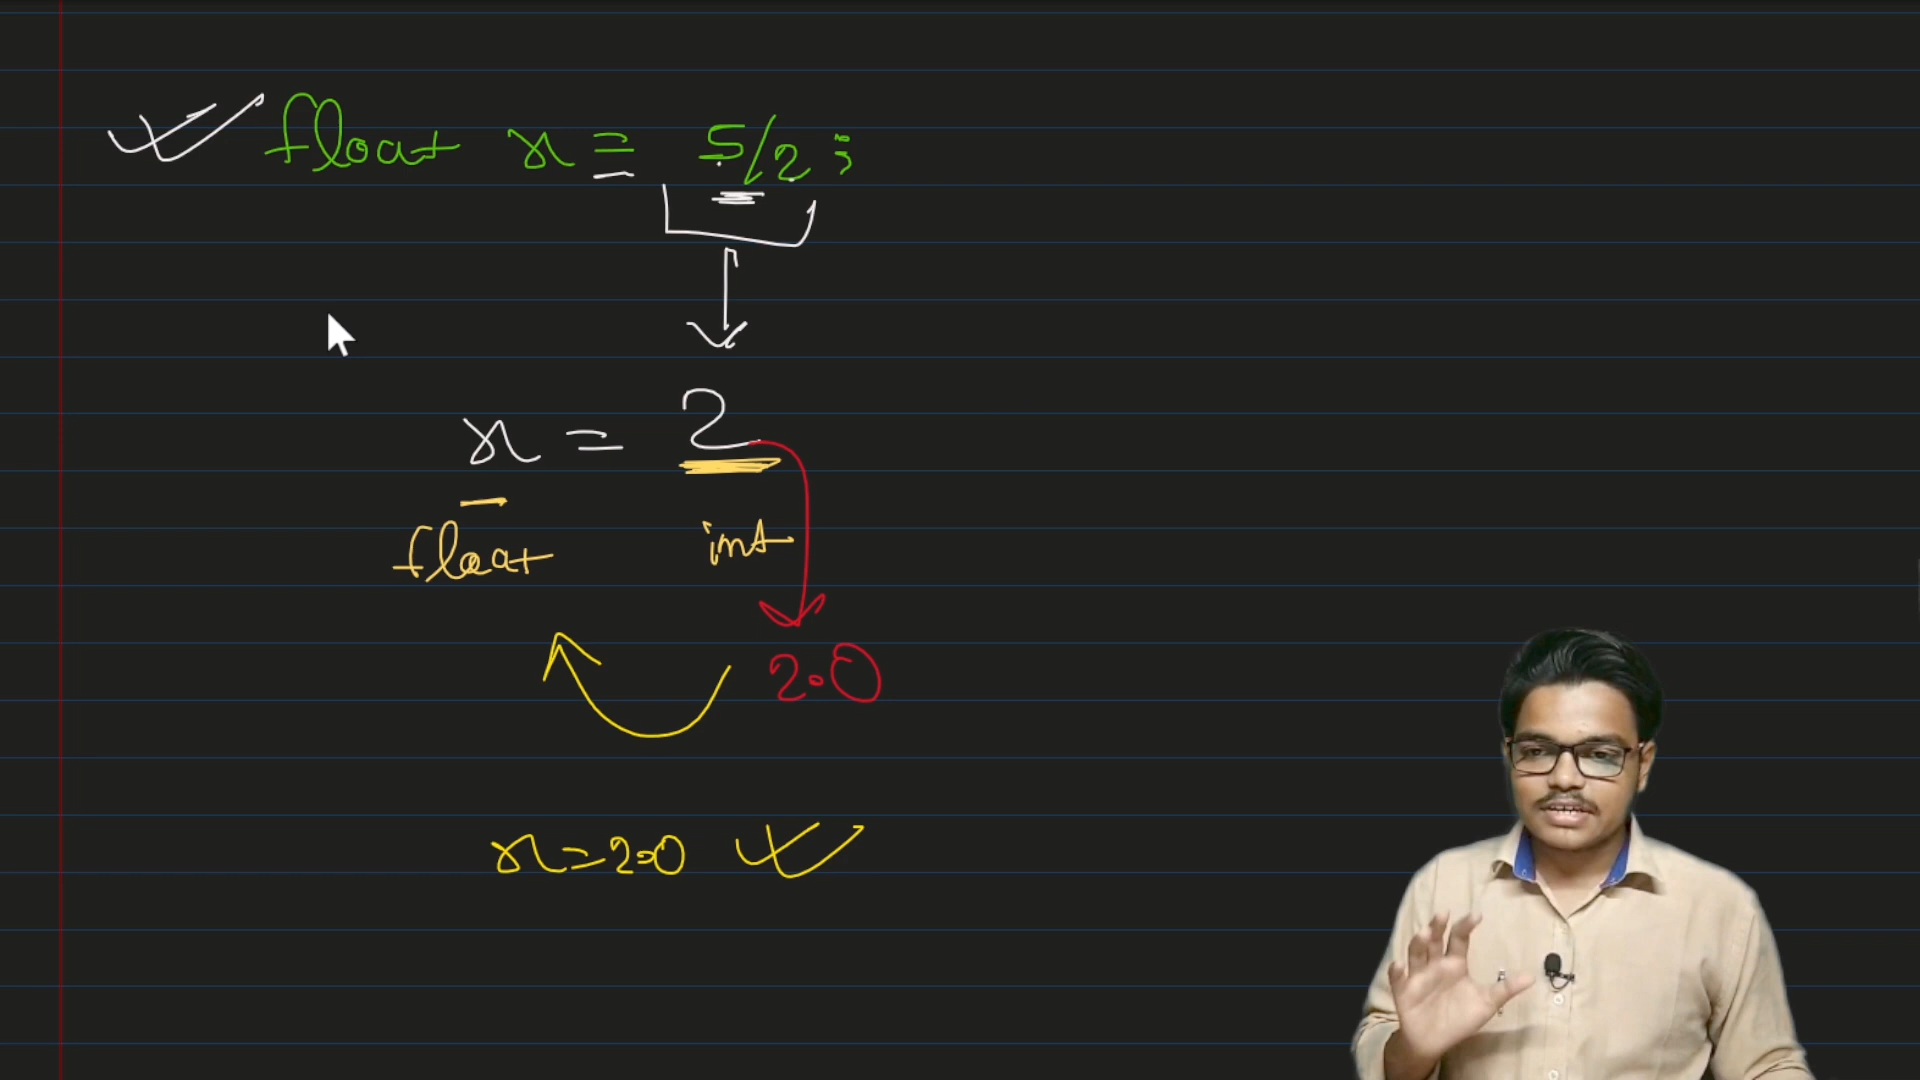 float x = 5/2;
x = 2
float int
2.0
x=2.0